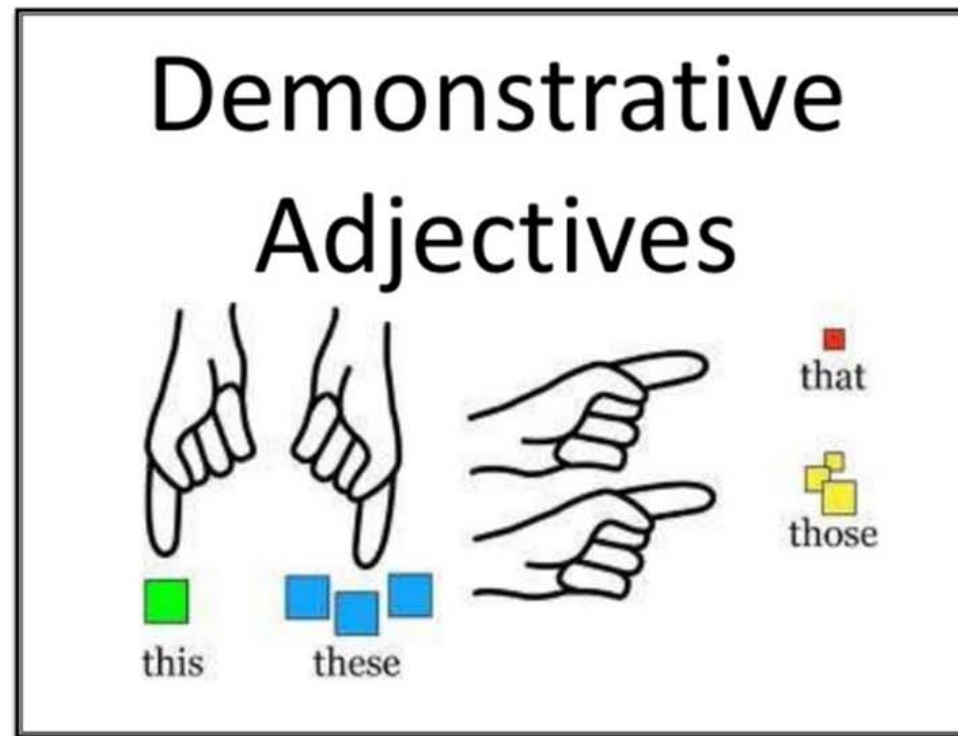 Demonstrative
Adjectives
that
those
this
these